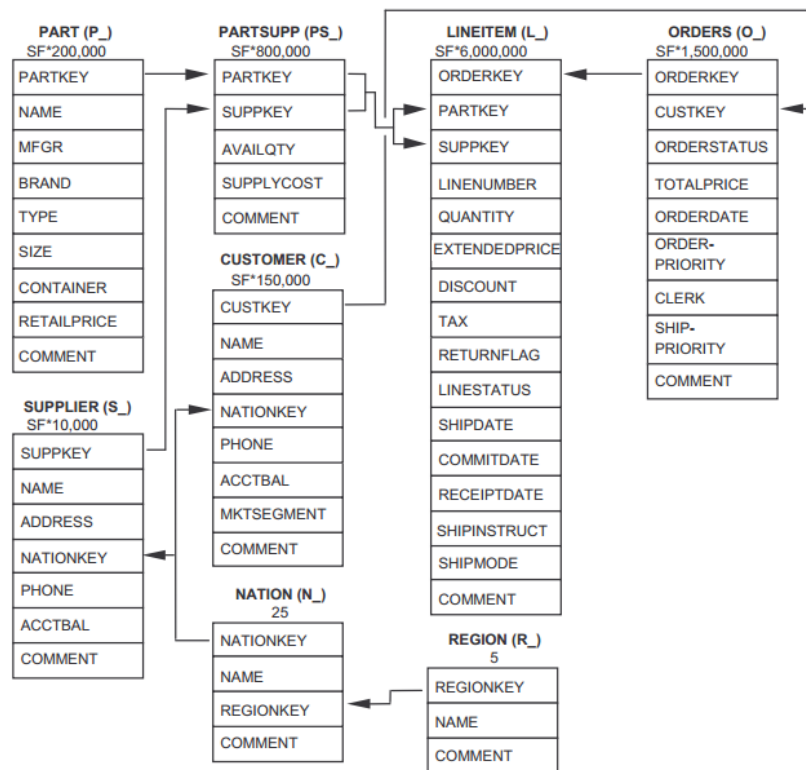 PART (P_)
SF*200,000
PARTKEY
NAME
MFGR
BRAND
TYPE
SIZE
CONTAINER
RETAILPRICE
COMMENT
SUPPLIER (S_)
SF*10,000
SUPPKEY
NAME
ADDRESS
NATIONKEY
PHONE
ACCTBAL
COMMENT
PARTSUPP (PS_)
SF*800,000
PARTKEY
SUPPKEY
AVAILQTY
SUPPLYCOST
COMMENT
CUSTOMER (C_)
SF*150,000
CUSTKEY
NAME
ADDRESS
NATIONKEY
PHONE
ACCTBAL
MKTSEGMENT
COMMENT
NATION (N_)
25
NATIONKEY
NAME
REGIONKEY
COMMENT
LINEITEM (L_)
SF*6,000,000
ORDERKEY
PARTKEY
SUPPKEY
LINENUMBER
QUANTITY
EXTENDEDPRICE
DISCOUNT
TAX
RETURNFLAG
LINESTATUS
SHIPDATE
COMMITDATE
RECEIPTDATE
SHIPINSTRUCT
SHIPMODE
COMMENT
REGION (R_)
5
REGIONKEY
NAME
COMMENT
ORDERS (O_)
SF*1,500,000
ORDERKEY
CUSTKEY
ORDERSTATUS
TOTALPRICE
ORDERDATE
ORDER-
PRIORITY
CLERK
SHIP-
PRIORITY
COMMENT